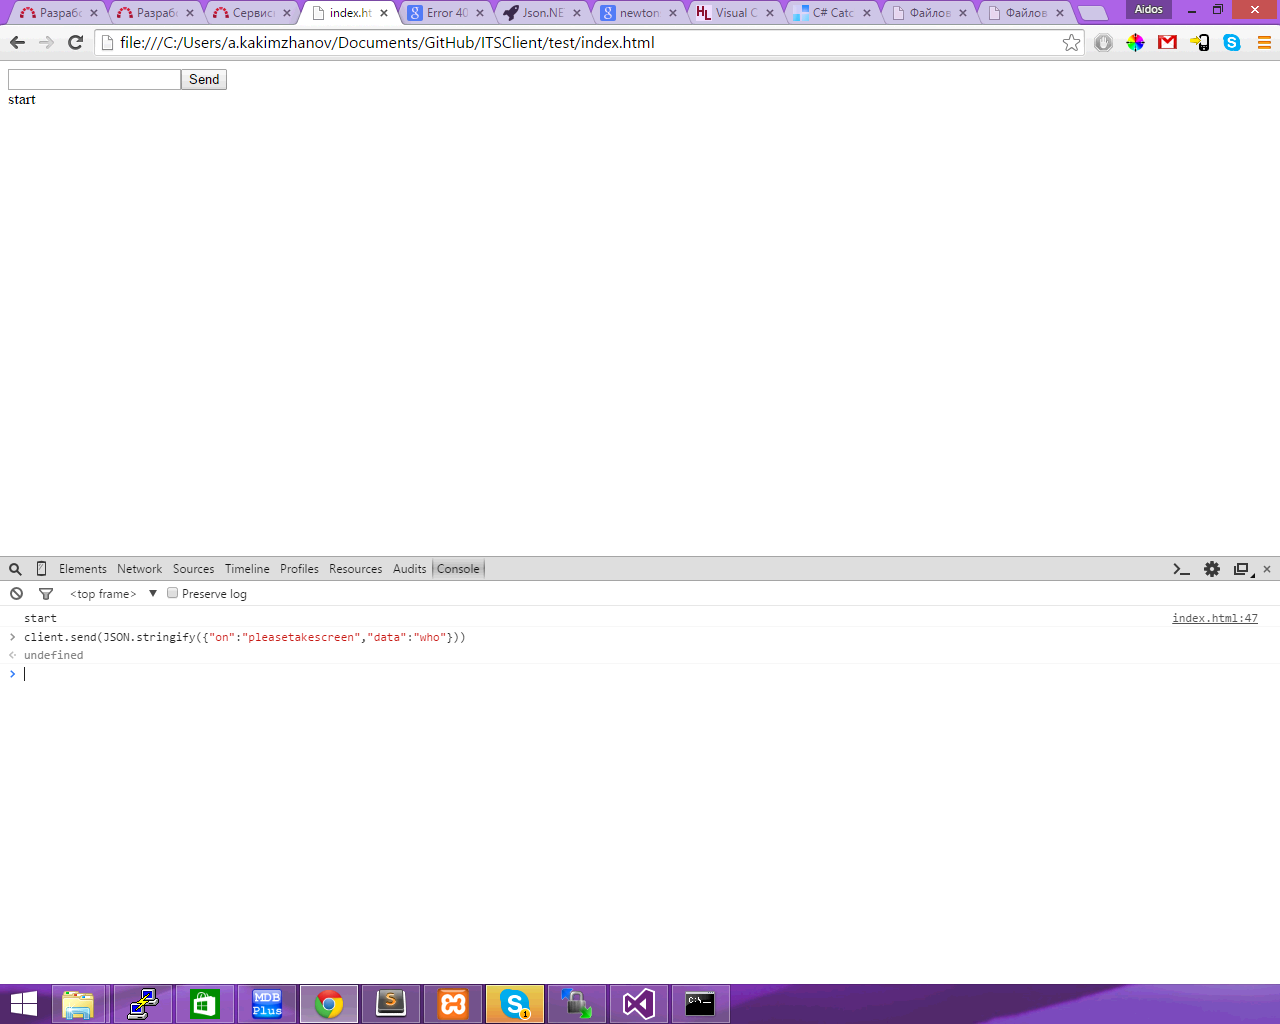 Разрабо
Разрабо
Сервис
index.ht
Error 40
Json.NE
newton
Visual C
C# Catc
Файлов
Файлов
Aidos
file:///C:/Users/a.kakimzhanov/Documents/GitHub/ITSClient/test/index.html
Send
start
Elements Network Sources Timeline Profiles Resources Audits Console
<top frame> Preserve log
start index.html:47
client.send(JSON.stringify({"on":"pleasetakescreen","data":"who"}))
undefined
MDB
Plus
1
C:\